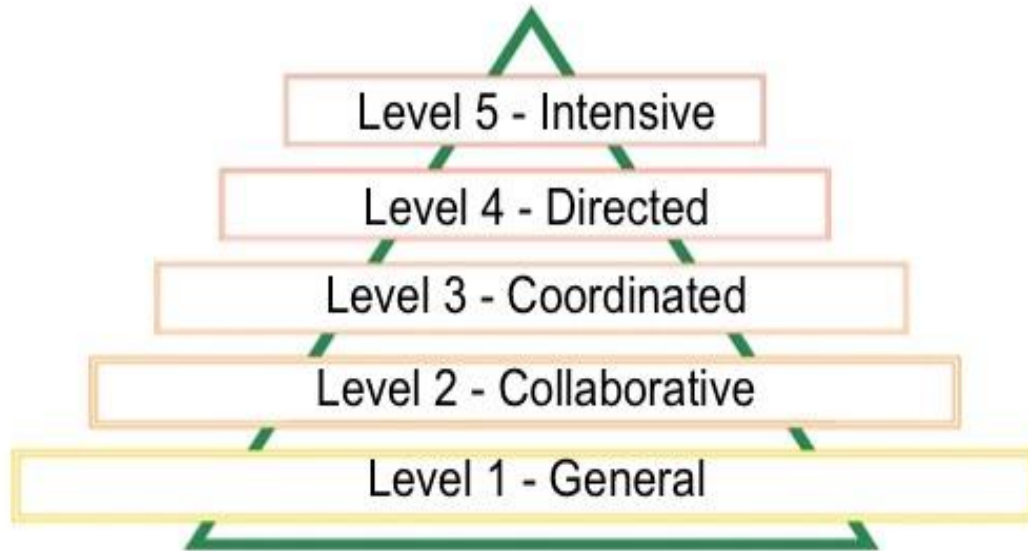 Level 5 - Intensive
Level 4 - Directed
Level 3 - Coordinated
Level 2 - Collaborative
Level 1 - General